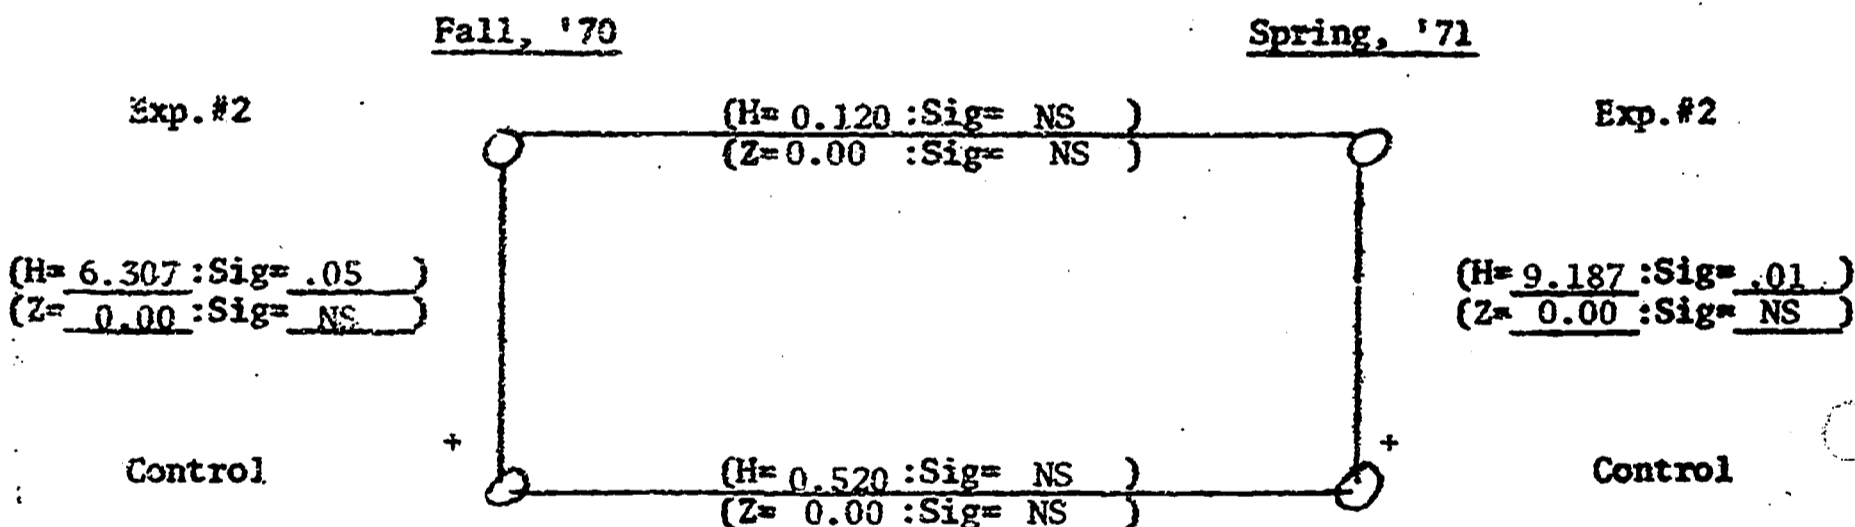 Fall, '70 Spring, '71
Exp.#2 (H= 0.120 :Sig= NS ) Exp.#2
(Z=0.00 :Sig= NS )
(H= 6.307 :Sig= .05 ) (H= 9.187 :Sig= .01 )
(Z= 0.00 :Sig= NS ) (Z= 0.00 :Sig= NS )
+ +
Control (H= 0.520 :Sig= NS ) Control
(Z= 0.00 :Sig= NS )